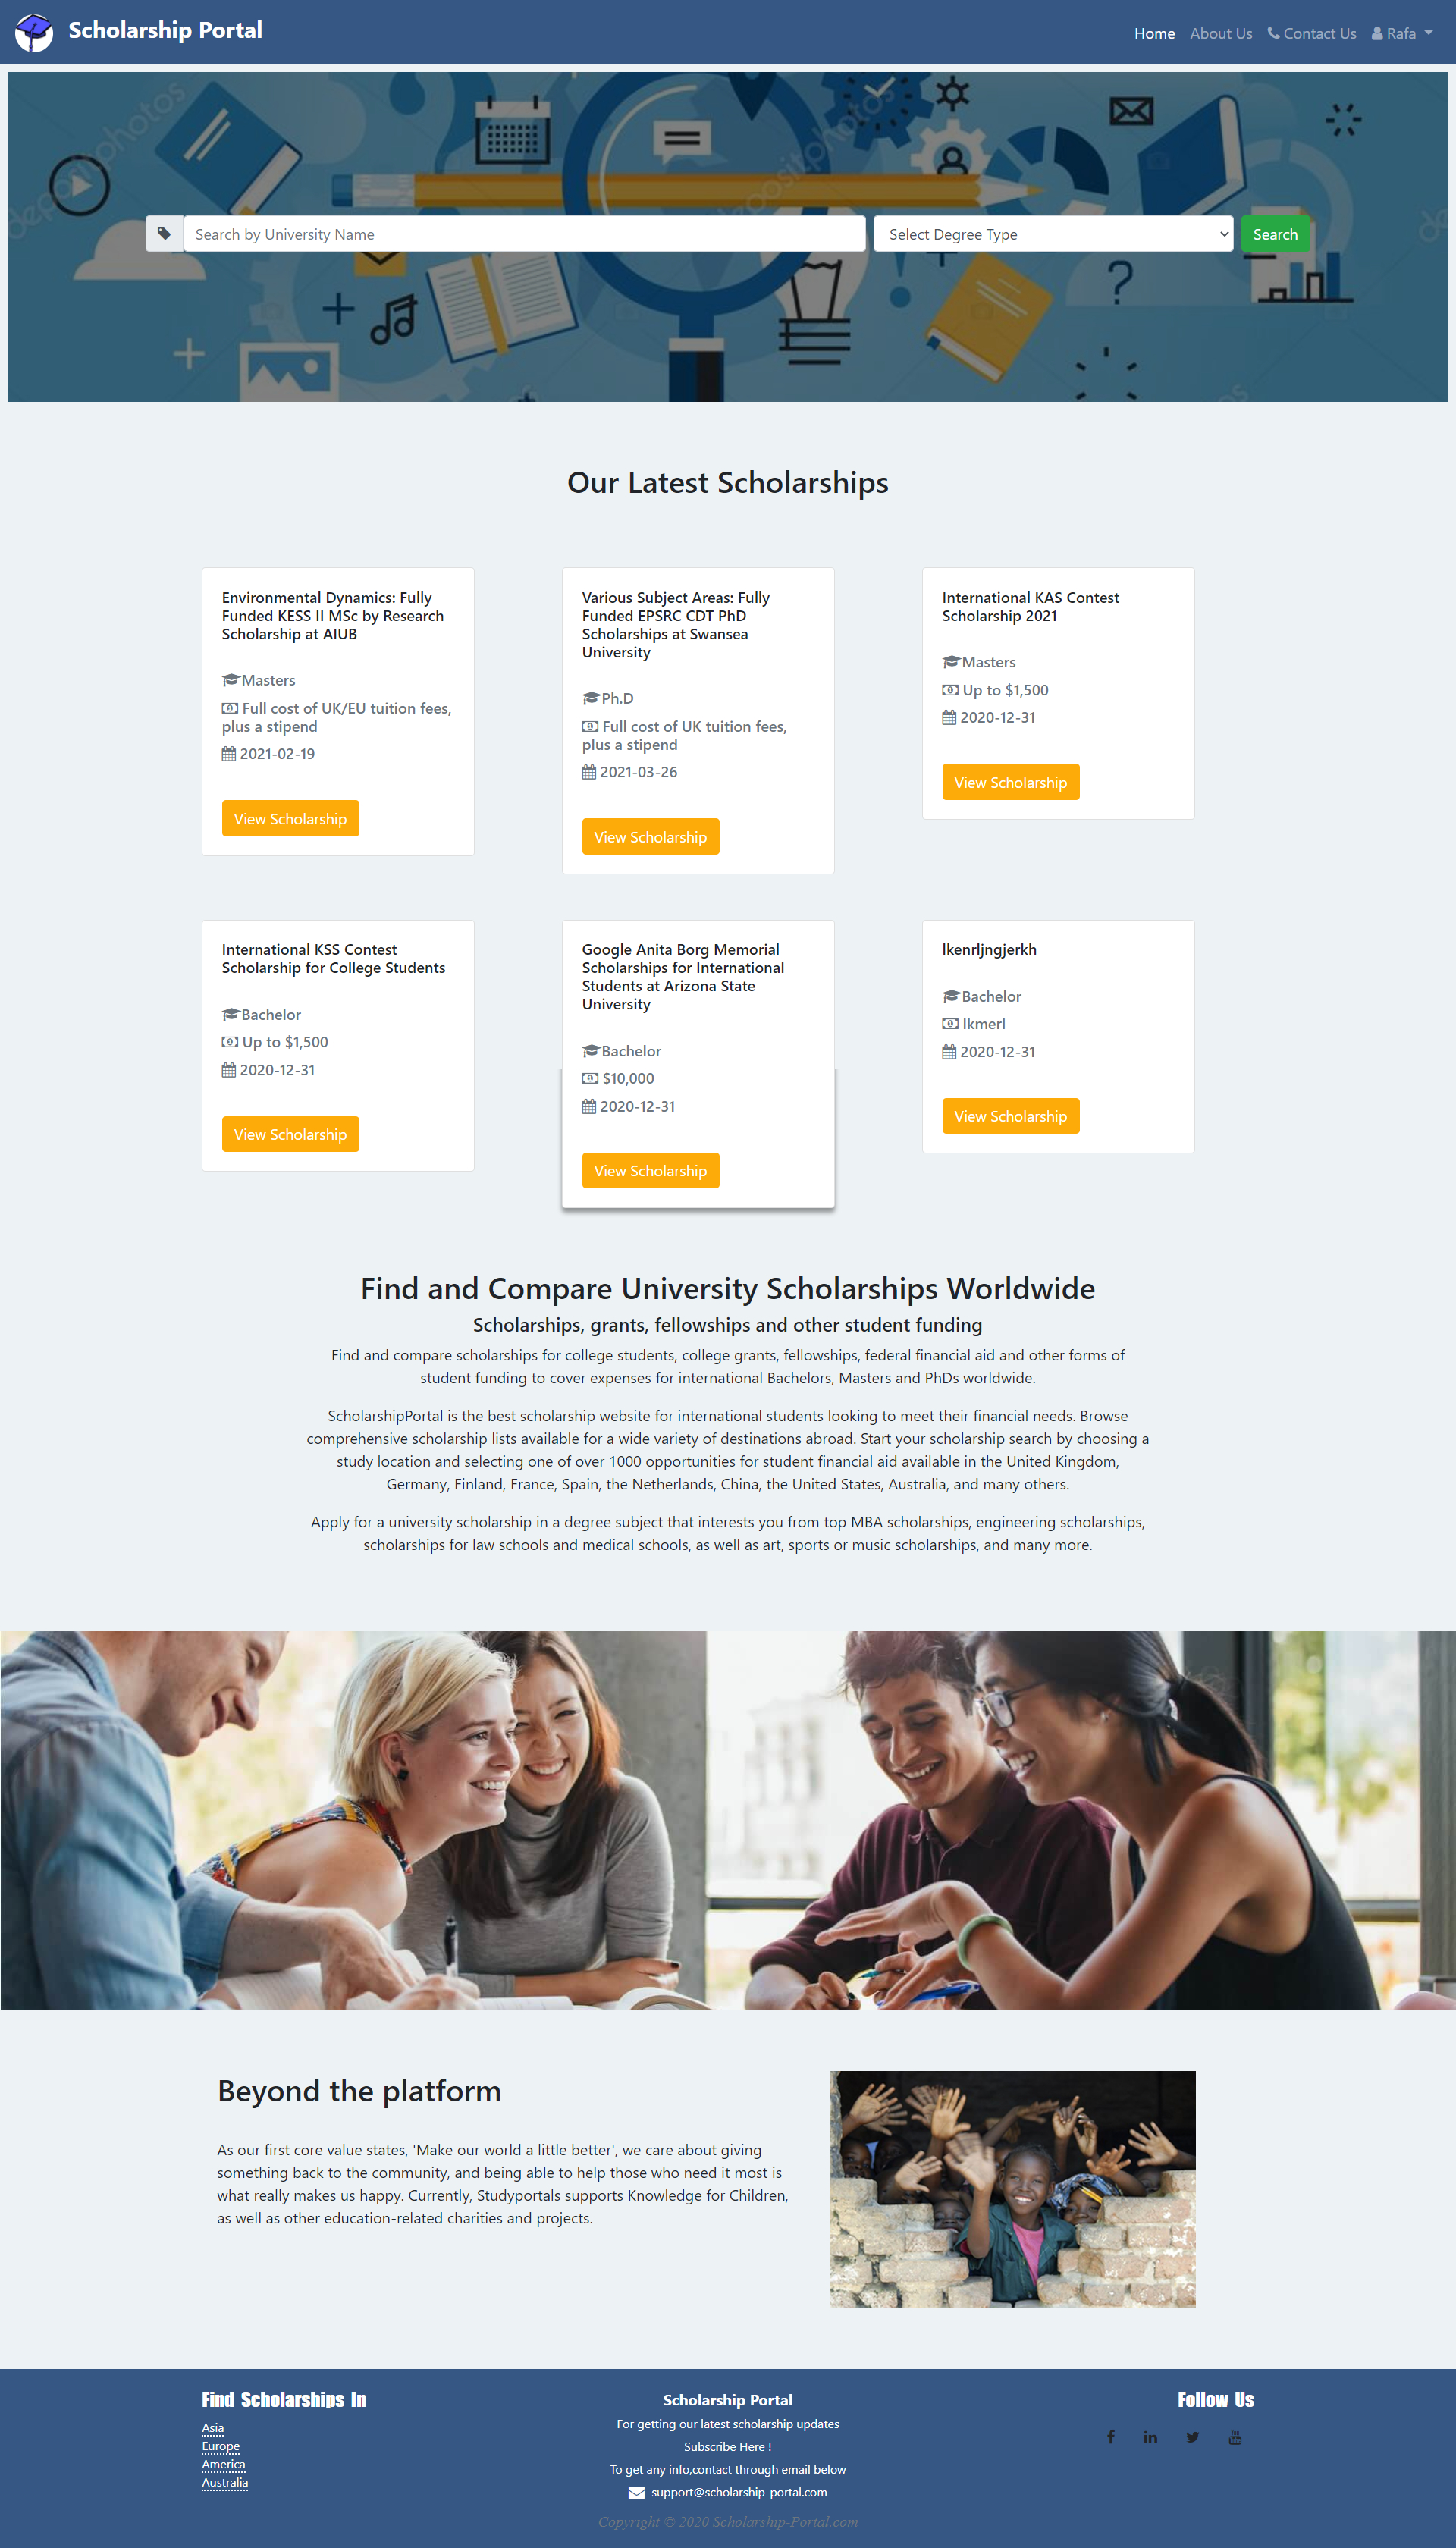 Scholarship Portal
Home About Us Contact Us Rafa
depositphotos
depositphotos
Search by University Name
Select Degree Type
Search
Our Latest Scholarships
Environmental Dynamics: Fully
Funded KESS II MSc by Research
Scholarship at AIUB
Masters
Full cost of UK/EU tuition fees,
plus a stipend
2021-02-19
View Scholarship
Various Subject Areas: Fully
Funded EPSRC CDT PhD
Scholarships at Swansea
University
Ph.D
Full cost of UK tuition fees,
plus a stipend
2021-03-26
View Scholarship
International KAS Contest
Scholarship 2021
Masters
Up to $1,500
2020-12-31
View Scholarship
International KSS Contest
Scholarship for College Students
Bachelor
Up to $1,500
2020-12-31
View Scholarship
Google Anita Borg Memorial
Scholarships for International
Students at Arizona State
University
Bachelor
$10,000
2020-12-31
View Scholarship
lkenrljngjerkh
Bachelor
lkmerl
2020-12-31
View Scholarship
Find and Compare University Scholarships Worldwide
Scholarships, grants, fellowships and other student funding
Find and compare scholarships for college students, college grants, fellowships, federal financial aid and other forms of
student funding to cover expenses for international Bachelors, Masters and PhDs worldwide.
ScholarshipPortal is the best scholarship website for international students looking to meet their financial needs. Browse
comprehensive scholarship lists available for a wide variety of destinations abroad. Start your scholarship search by choosing a
study location and selecting one of over 1000 opportunities for student financial aid available in the United Kingdom,
Germany, Finland, France, Spain, the Netherlands, China, the United States, Australia, and many others.
Apply for a university scholarship in a degree subject that interests you from top MBA scholarships, engineering scholarships,
scholarships for law schools and medical schools, as well as art, sports or music scholarships, and many more.
Beyond the platform
As our first core value states, 'Make our world a little better', we care about giving
something back to the community, and being able to help those who need it most is
what really makes us happy. Currently, Studyportals supports Knowledge for Children,
as well as other education-related charities and projects.
Find Scholarships In
Asia
Europe
America
Australia
Scholarship Portal
For getting our latest scholarship updates
Subscribe Here !
To get any info,contact through email below
support@scholarship-portal.com
Follow Us
Copyright © 2020 Scholarship-Portal.com